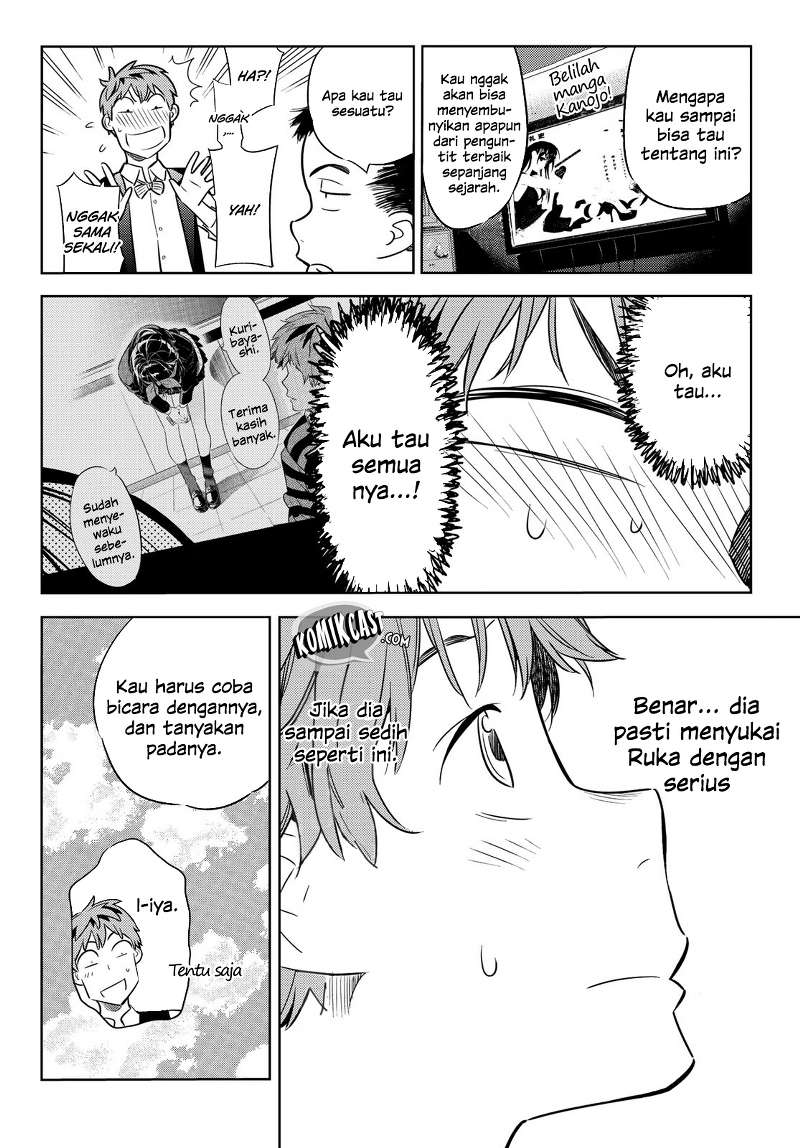 Mengapa
kau sampai
bisa tau
tentang ini?
Belilah
manga
Kanojo!
Kau nggak
akan bisa
menyembu-
nyikan apapun
dari pengun-
tit terbaik
sepanjang
sejarah.
Apa kau tau
sesuatu?
HA?!
NGGAK
....
YAH!
NGGAK
SAMA
SEKALI!
Oh, aku
tau...
Aku tau
semua
nya...!
Kuri-
baya-
shi.
Terima
kasih
banyak.
Sudah
menye-
waku
sebe-
lumnya.
Benar... dia
pasti menyukai
Ruka dengan
serius
Jika dia
sampai sedih
seperti ini.
KOMIKCAST
.COM
Kau harus coba
bicara dengannya,
dan tanyakan
padanya.
I-iya.
Tentu saja